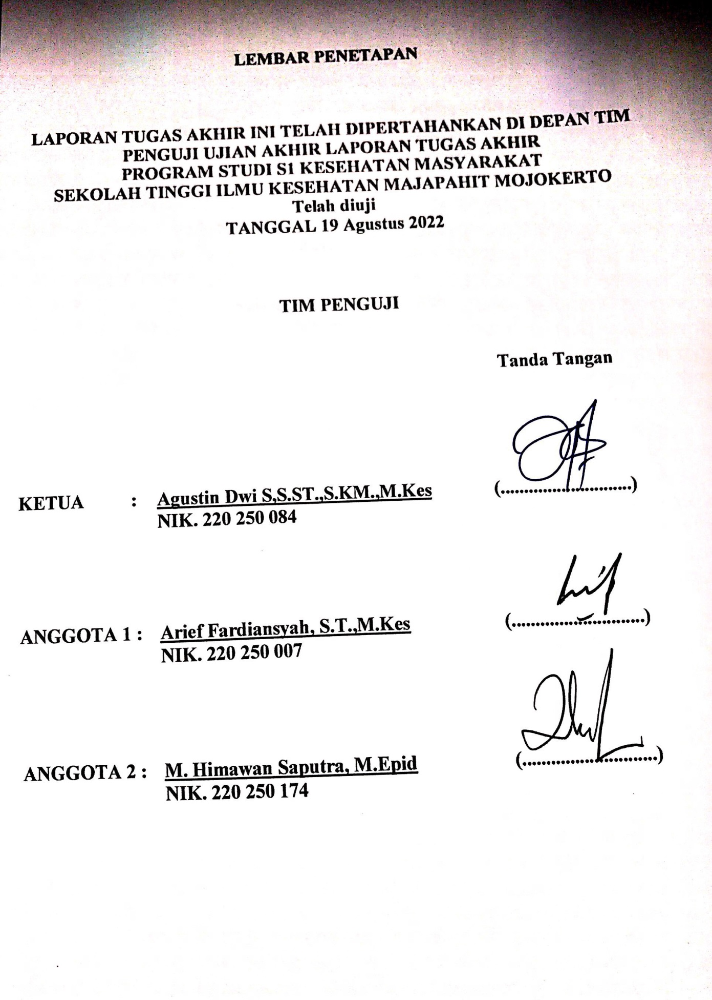 LEMBAR PENETAPAN
LAPORAN TUGAS AKHIR INI TELAH DIPERTAHANKAN DI DEPAN TIM
PENGUJI UJIAN AKHIR LAPORAN TUGAS AKHIR
PROGRAM STUDI S1 KESEHATAN MASYARAKAT
SEKOLAH TINGGI ILMU KESEHATAN MAJAPAHIT MOJOKERTO
Telah diuji
TANGGAL 19 Agustus 2022
TIM PENGUJI
Tanda Tangan
KETUA : Agustin Dwi S,S.ST.,S.KM.,M.Kes (............................)
NIK. 220 250 084
ANGGOTA 1 : Arief Fardiansyah, S.T.,M.Kes (............................)
NIK. 220 250 007
ANGGOTA 2 : M. Himawan Saputra, M.Epid (............................)
NIK. 220 250 174